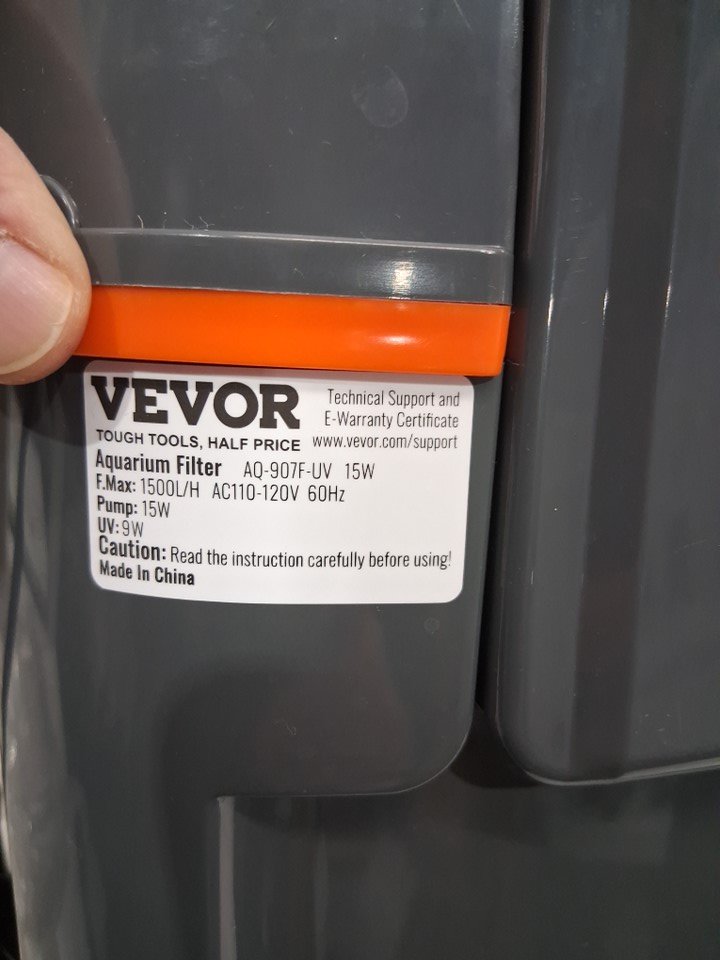 VEVOR
TOUGH TOOLS, HALF PRICE
Technical Support and
E-Warranty Certificate
www.vevor.com/support
Aquarium Filter AQ-907F-UV 15W
F.Max: 1500L/H AC110-120V 60Hz
Pump: 15W
UV: 9W
Caution: Read the instruction carefully before using!
Made In China